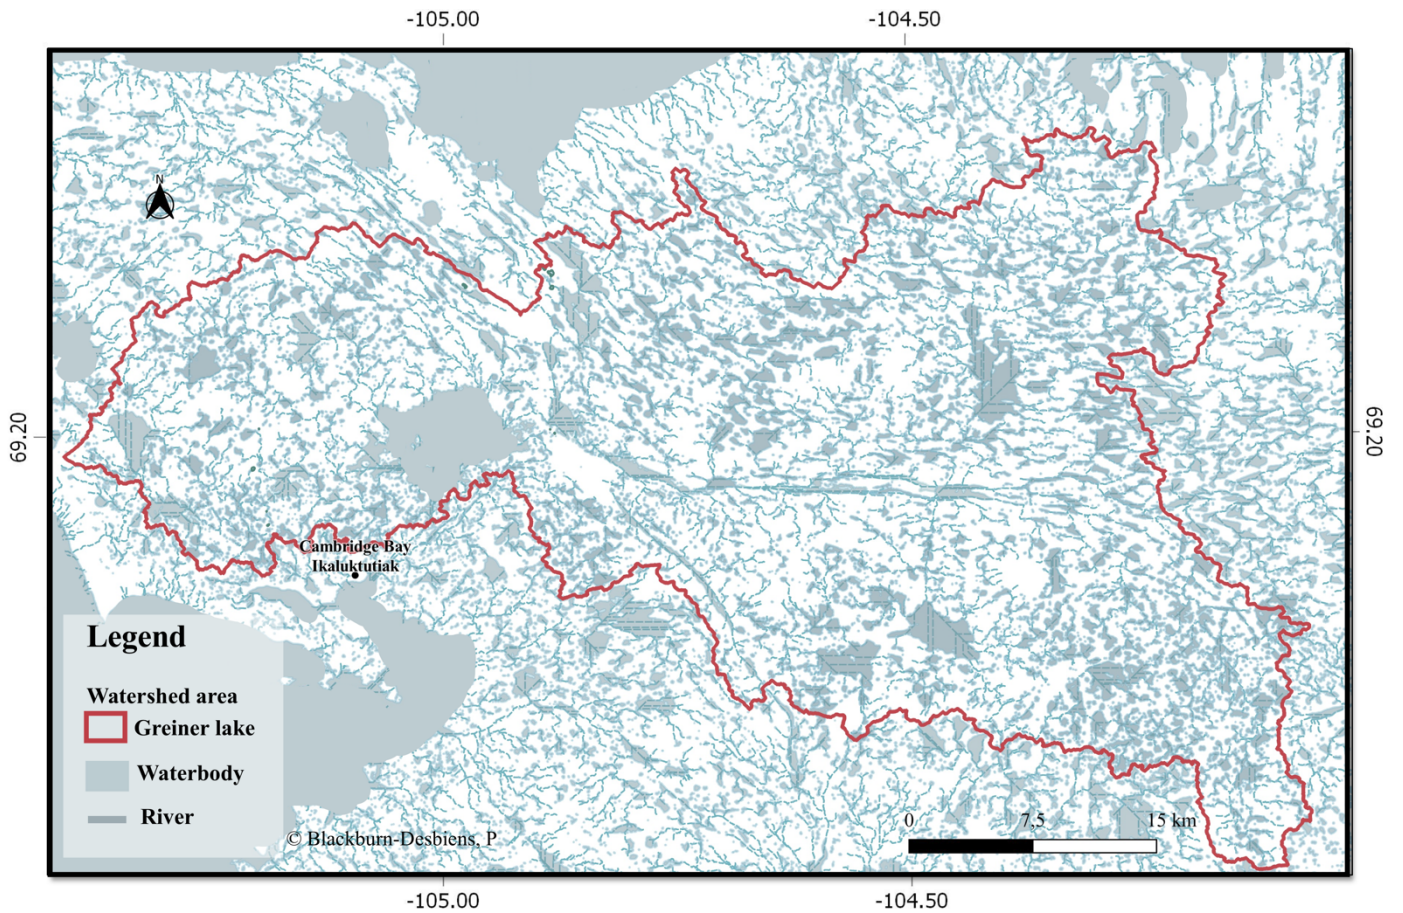 -105.00 -104.50
N
69.20
69.20
Cambridge Bay
Ikaluktutiak
Legend
Watershed area
Greiner lake
Waterbody
River
© Blackburn-Desbiens, P
0 7,5 15 km
-105.00 -104.50